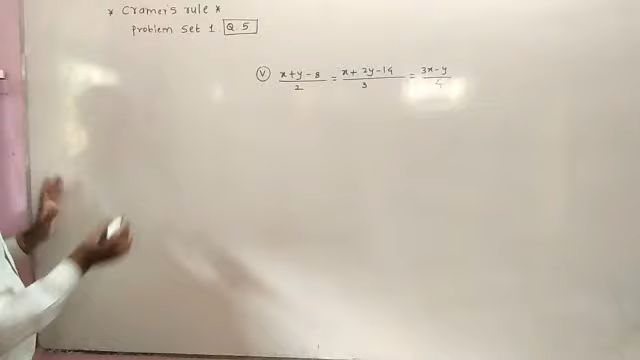 * Cramer's rule *
Problem Set 1 Q 5
(V) x+y-8/2 = x+2y-14/3 = 3x-y/4